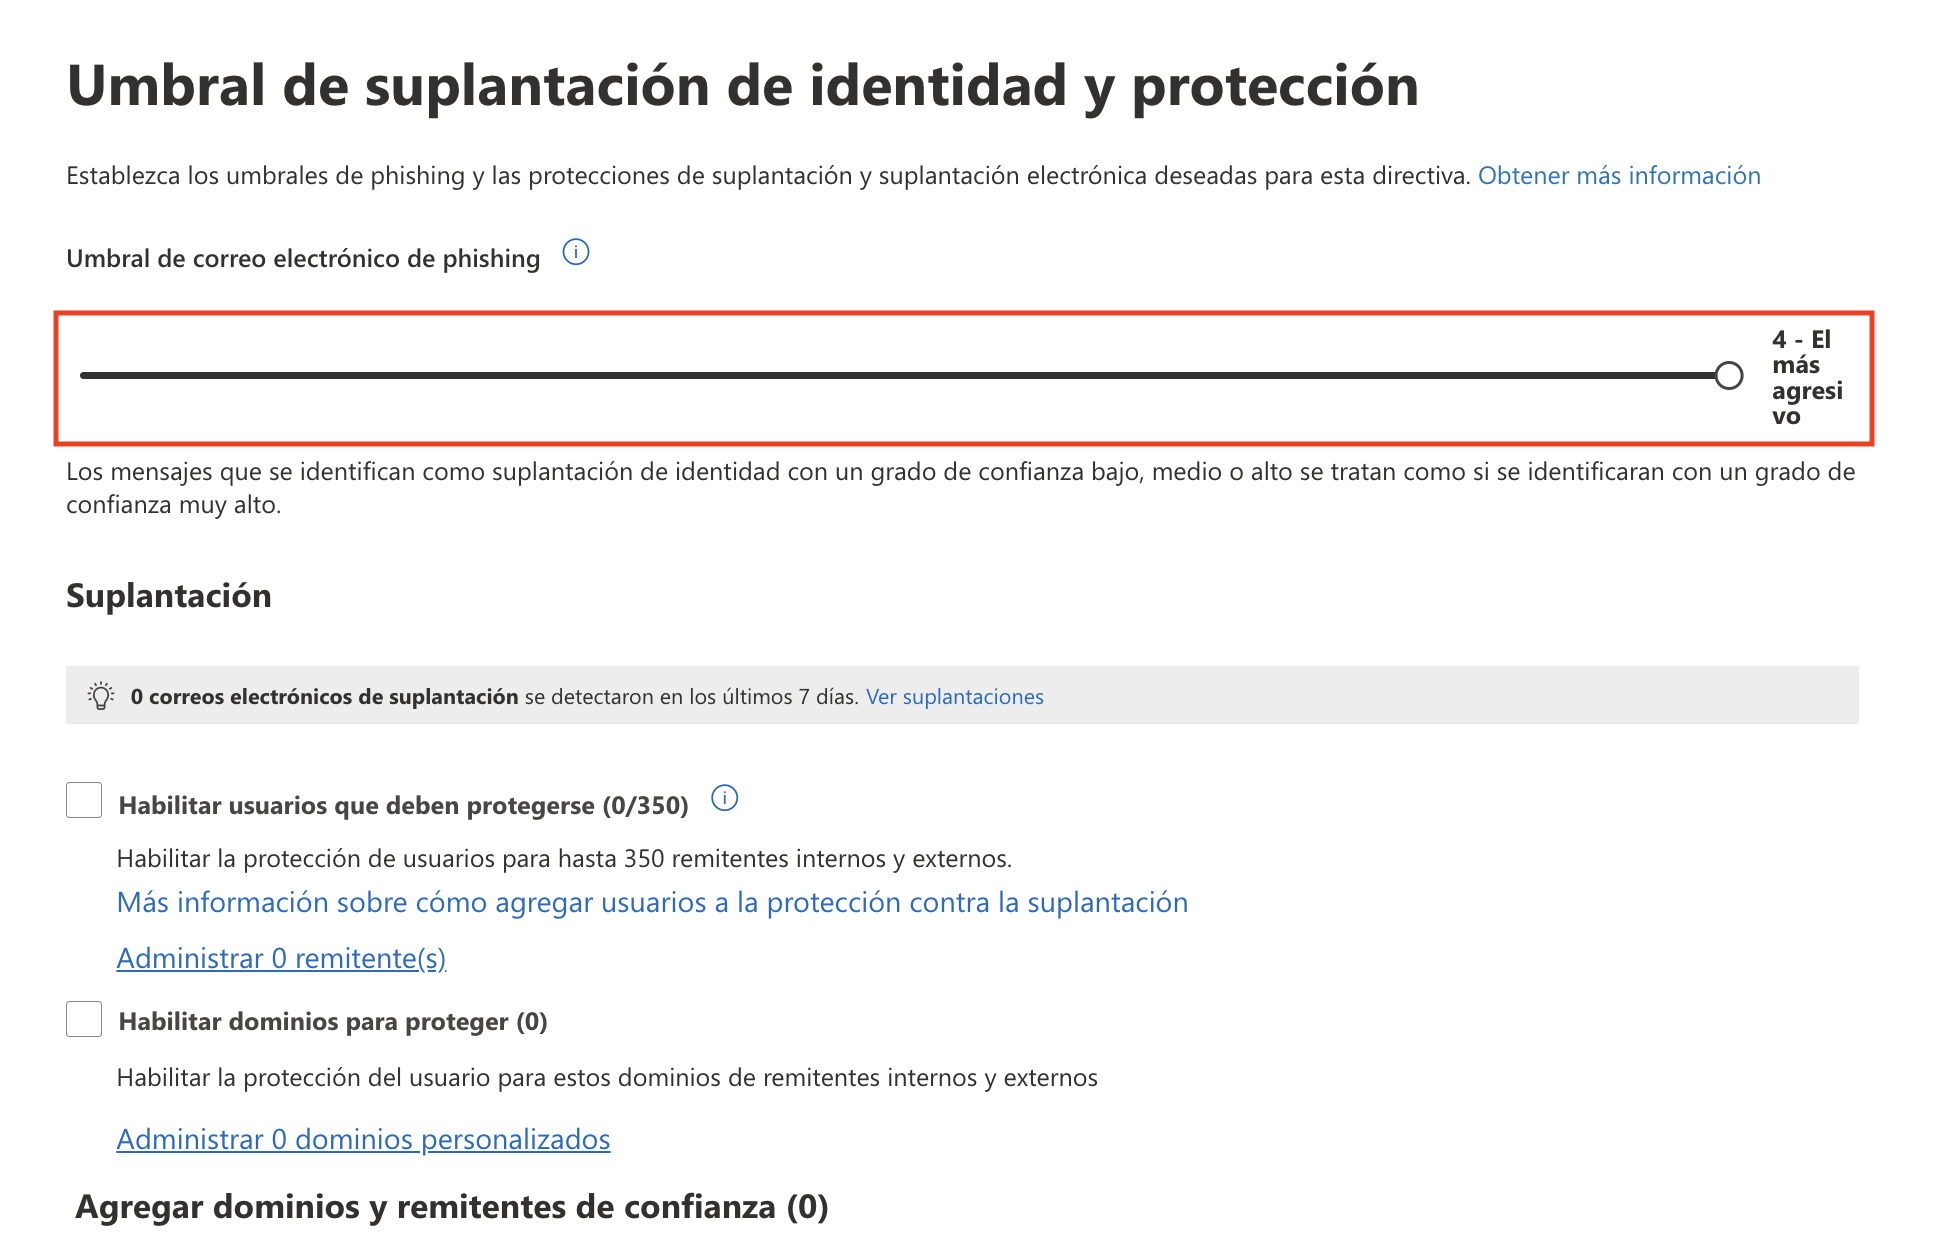 Umbral de suplantación de identidad y protección
Establezca los umbrales de phishing y las protecciones de suplantación y suplantación electrónica deseadas para esta directiva. Obtener más información
Umbral de correo electrónico de phishing
4 - El
más
agresi
vo
Los mensajes que se identifican como suplantación de identidad con un grado de confianza bajo, medio o alto se tratan como si se identificaran con un grado de
confianza muy alto.
Suplantación
0 correos electrónicos de suplantación se detectaron en los últimos 7 días. Ver suplantaciones
Habilitar usuarios que deben protegerse (0/350)
Habilitar la protección de usuarios para hasta 350 remitentes internos y externos.
Más información sobre cómo agregar usuarios a la protección contra la suplantación
Administrar 0 remitente(s)
Habilitar dominios para proteger (0)
Habilitar la protección del usuario para estos dominios de remitentes internos y externos
Administrar 0 dominios personalizados
Agregar dominios y remitentes de confianza (0)